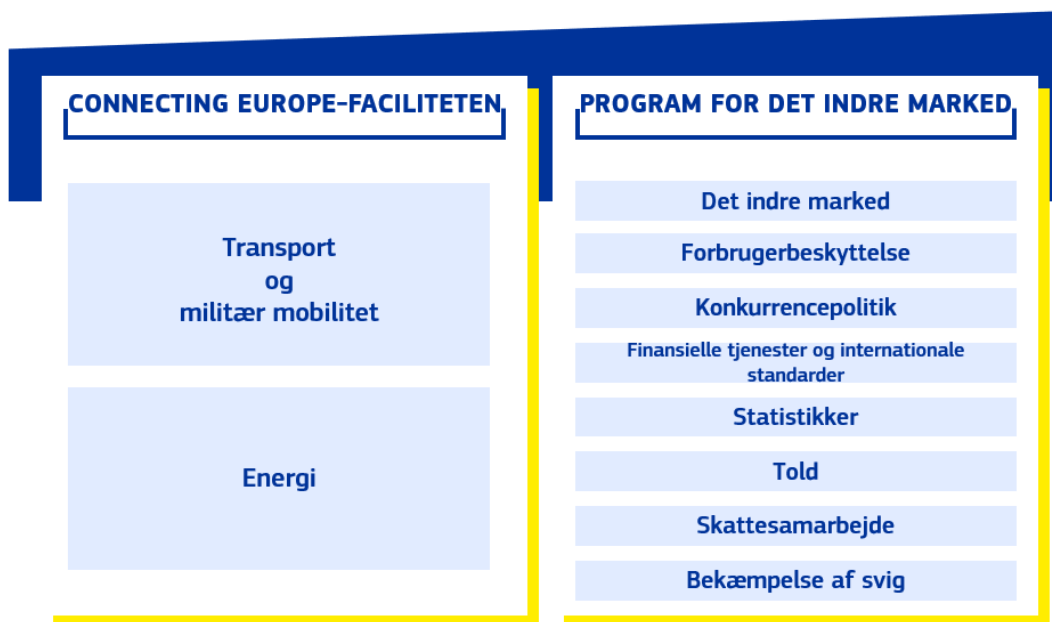 CONNECTING EUROPE-FACILITETEN
Transport
og
militær mobilitet
Energi
PROGRAM FOR DET INDRE MARKED
Det indre marked
Forbrugerbeskyttelse
Konkurrencepolitik
Finansielle tjenester og internationale
standarder
Statistikker
Told
Skattesamarbejde
Bekæmpelse af svig